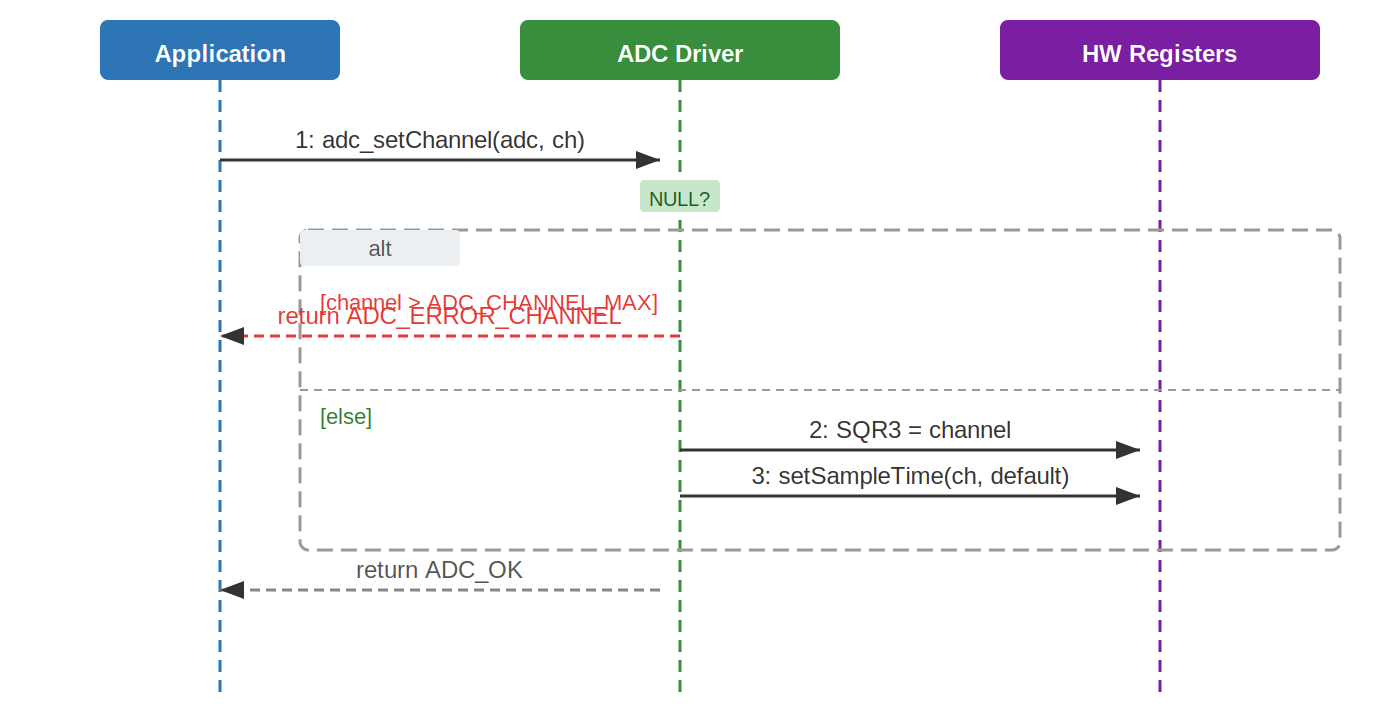 Application
ADC Driver
HW Registers
1: adc_setChannel(adc, ch)
NULL?
alt
[channel > ADC_CHANNEL_MAX]
return ADC_ERROR_CHANNEL
[else]
2: SQR3 = channel
3: setSampleTime(ch, default)
return ADC_OK